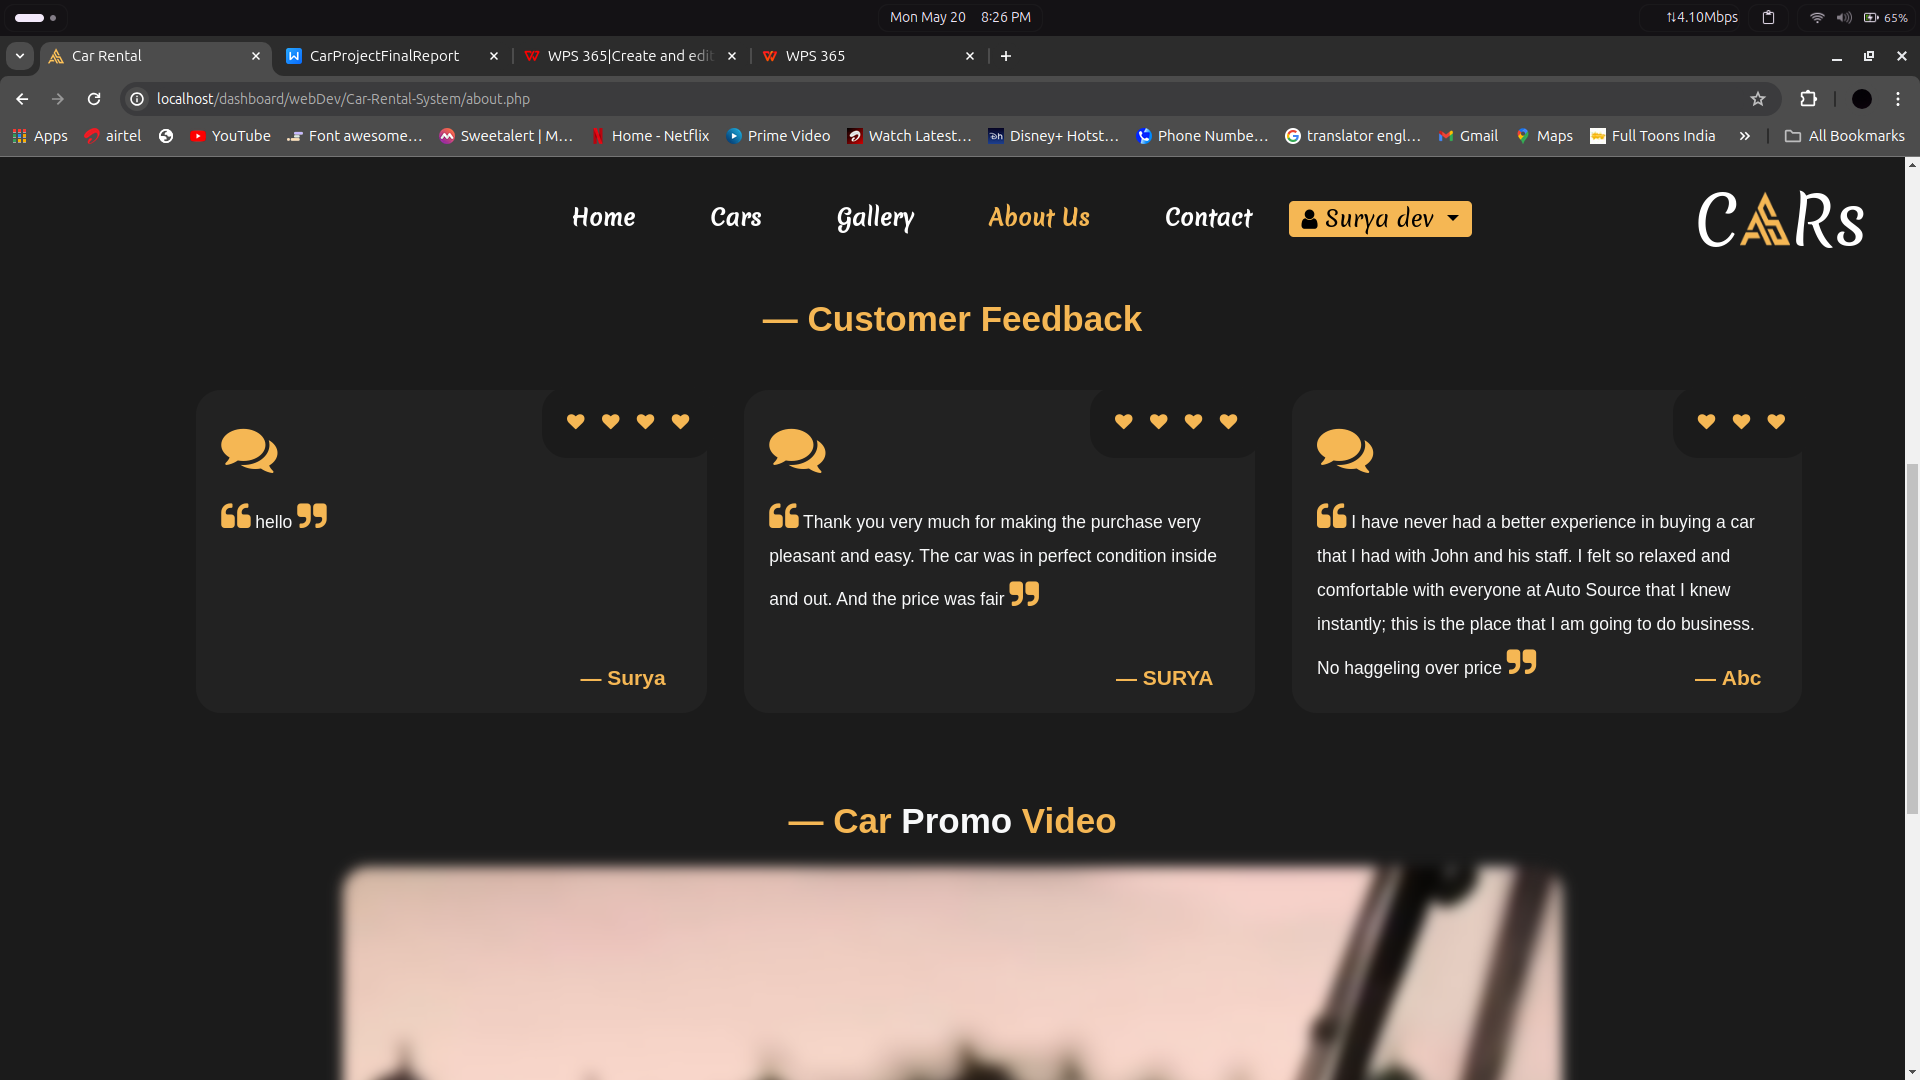 Mon May 20 8:26 PM
⇅4.10Mbps
65%
Car Rental
CarProjectFinalReport
WPS 365|Create and edit
WPS 365
localhost/dashboard/webDev/Car-Rental-System/about.php
Apps airtel YouTube Font awesome... Sweetalert | M... Home - Netflix Prime Video Watch Latest... Disney+ Hotst... Phone Numbe... translator engl... Gmail Maps Full Toons India » All Bookmarks
Home Cars Gallery About Us Contact Surya dev CARs
— Customer Feedback
“ hello ”
— Surya
“ Thank you very much for making the purchase very
pleasant and easy. The car was in perfect condition inside
and out. And the price was fair ”
— SURYA
“ I have never had a better experience in buying a car
that I had with John and his staff. I felt so relaxed and
comfortable with everyone at Auto Source that I knew
instantly; this is the place that I am going to do business.
No haggeling over price ”
— Abc
— Car Promo Video